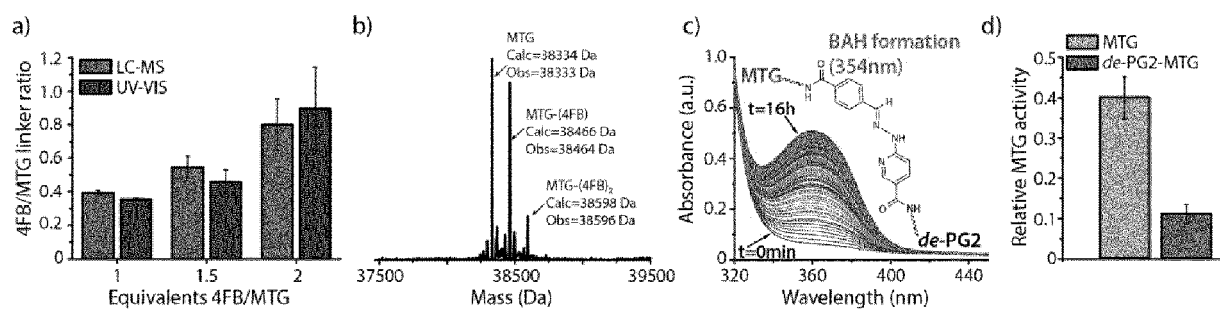 a)
1.2
1.0
0.8
0.6
0.4
0.2
0.0
4FB/MTG linker ratio
LC-MS
UV-VIS
1
1.5
2
Equivalents 4FB/MTG
b)
MTG
Calc=38334 Da
Obs=38333 Da
MTG-(4FB)
Calc=38466 Da
Obs=38464 Da
MTG-(4FB)₂
Calc=38598 Da
Obs=38596 Da
37500
38500
39500
Mass (Da)
c)
1
0.8
0.6
0.4
0.2
0
Absorbance (a.u.)
BAH formation
(354nm)
MTG
O
NH
H
N
NH
N
O
NH
de-PG2
t=16h
t=0min
320
360
400
440
Wavelength (nm)
d)
0.5
0.4
0.3
0.2
0.1
0.0
Relative MTG activity
MTG
de-PG2-MTG